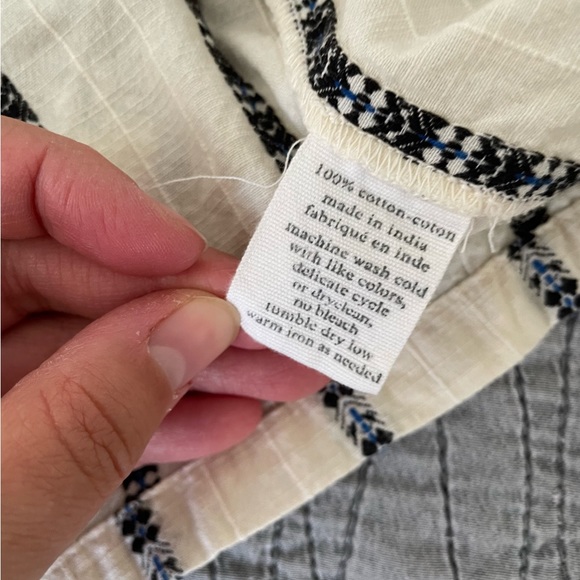 100% cotton-coton
made in india
fabriqué en inde
machine wash cold
with like colors,
delicate cycle
or dryclean,
no bleach
tumble dry low
warm iron as needed